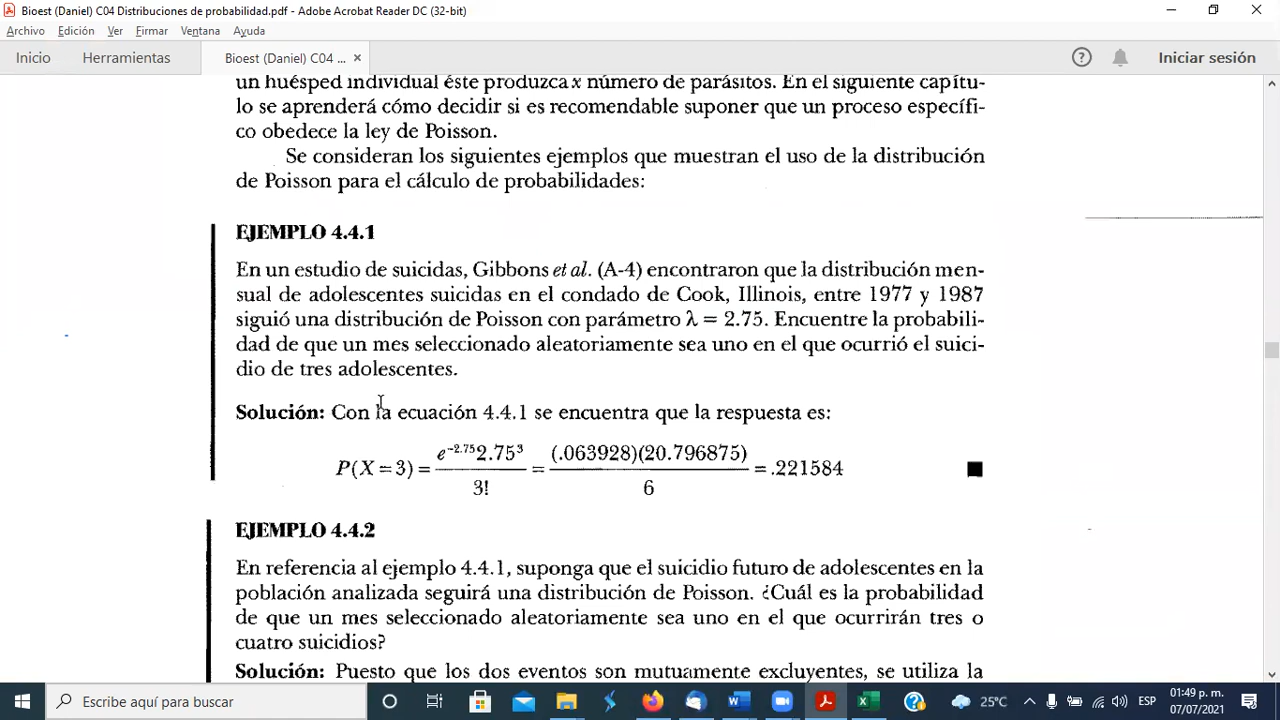 Bioest (Daniel) C04 Distribuciones de probabilidad.pdf - Adobe Acrobat Reader DC (32-bit)
Archivo Edición Ver Firmar Ventana Ayuda
Inicio Herramientas Bioest (Daniel) C04 ... × Iniciar sesión
un huésped individual éste produzca x número de parásitos. En el siguiente capítu-
lo se aprenderá cómo decidir si es recomendable suponer que un proceso específi-
co obedece la ley de Poisson.
Se consideran los siguientes ejemplos que muestran el uso de la distribución
de Poisson para el cálculo de probabilidades:
EJEMPLO 4.4.1
En un estudio de suicidas, Gibbons et al. (A-4) encontraron que la distribución men-
sual de adolescentes suicidas en el condado de Cook, Illinois, entre 1977 y 1987
siguió una distribución de Poisson con parámetro λ = 2.75. Encuentre la probabili-
dad de que un mes seleccionado aleatoriamente sea uno en el que ocurrió el suici-
dio de tres adolescentes.
Solución: Con la ecuación 4.4.1 se encuentra que la respuesta es:
P(X = 3) = e⁻²·⁷⁵2.75³ / 3! = (.063928)(20.796875) / 6 = .221584
EJEMPLO 4.4.2
En referencia al ejemplo 4.4.1, suponga que el suicidio futuro de adolescentes en la
población analizada seguirá una distribución de Poisson. ¿Cuál es la probabilidad
de que un mes seleccionado aleatoriamente sea uno en el que ocurrirán tres o
cuatro suicidios?
Solución: Puesto que los dos eventos son mutuamente excluyentes, se utiliza la
Escribe aquí para buscar
25°C ESP 01:49 p. m.
07/07/2021